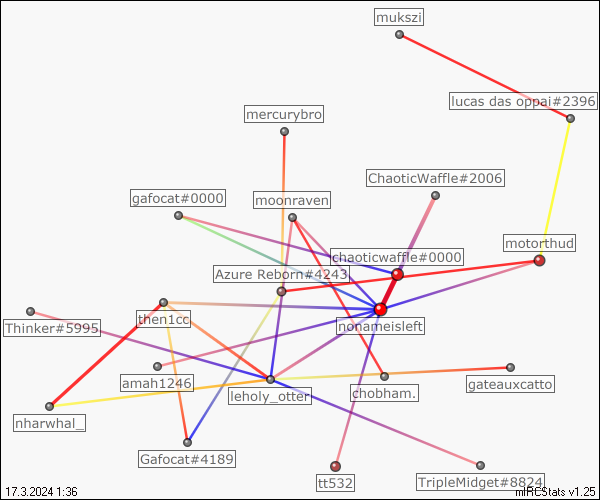 mukszi
lucas das oppai#2396
mercurybro
ChaoticWaffle#2006
gafocat#0000
moonraven
motorthud
chaoticwaffle#0000
Azure Reborn#4243
then1cc
nonameisleft
Thinker#5995
amah1246
gateauxcatto
chobham.
leholy_otter
nharwhal_
Gafocat#4189
tt532
TripleMidget#8824
17.3.2024 1:36
mIRCStats v1.25